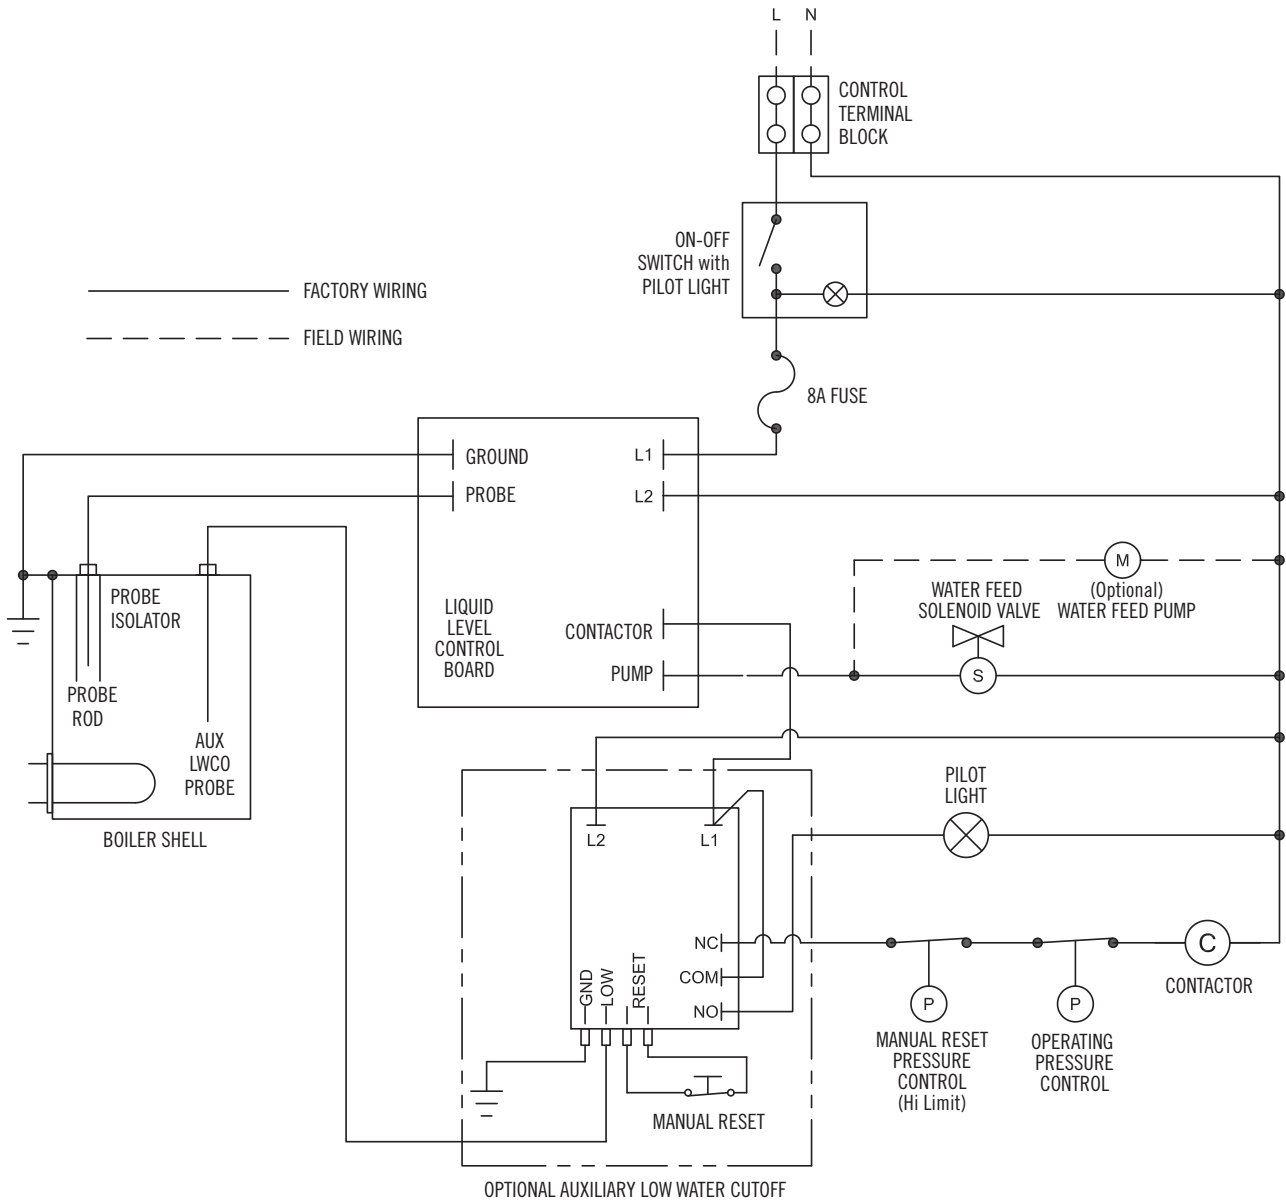 L N
CONTROL
TERMINAL
BLOCK
ON-OFF
SWITCH with
PILOT LIGHT
FACTORY WIRING
FIELD WIRING
8A FUSE
GROUND
L1
PROBE
L2
LIQUID
LEVEL
CONTROL
BOARD
CONTACTOR
PUMP
M
(Optional)
WATER FEED PUMP
WATER FEED
SOLENOID VALVE
S
PROBE
ISOLATOR
PROBE
ROD
AUX
LWCO
PROBE
BOILER SHELL
L2
L1
PILOT
LIGHT
NC
COM
NO
GND
LOW
RESET
MANUAL RESET
C
CONTACTOR
P
MANUAL RESET
PRESSURE
CONTROL
(Hi Limit)
P
OPERATING
PRESSURE
CONTROL
OPTIONAL AUXILIARY LOW WATER CUTOFF